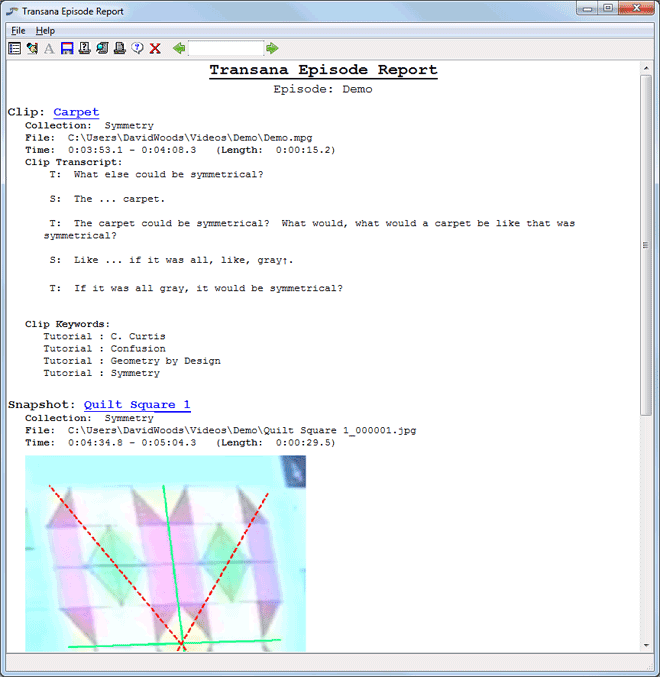 Transana Episode Report
File Help
Transana Episode Report
Episode: Demo
Clip: Carpet
Collection: Symmetry
File: C:\Users\DavidWoods\Videos\Demo\Demo.mpg
Time: 0:03:53.1 - 0:04:08.3 (Length: 0:00:15.2)
Clip Transcript:
T: What else could be symmetrical?
S: The ... carpet.
T: The carpet could be symmetrical? What would, what would a carpet be like that was
symmetrical?
S: Like ... if it was all, like, gray↑.
T: If it was all gray, it would be symmetrical?
Clip Keywords:
Tutorial : C. Curtis
Tutorial : Confusion
Tutorial : Geometry by Design
Tutorial : Symmetry
Snapshot: Quilt Square 1
Collection: Symmetry
File: C:\Users\DavidWoods\Videos\Demo\Quilt Square 1_000001.jpg
Time: 0:04:34.8 - 0:05:04.3 (Length: 0:00:29.5)